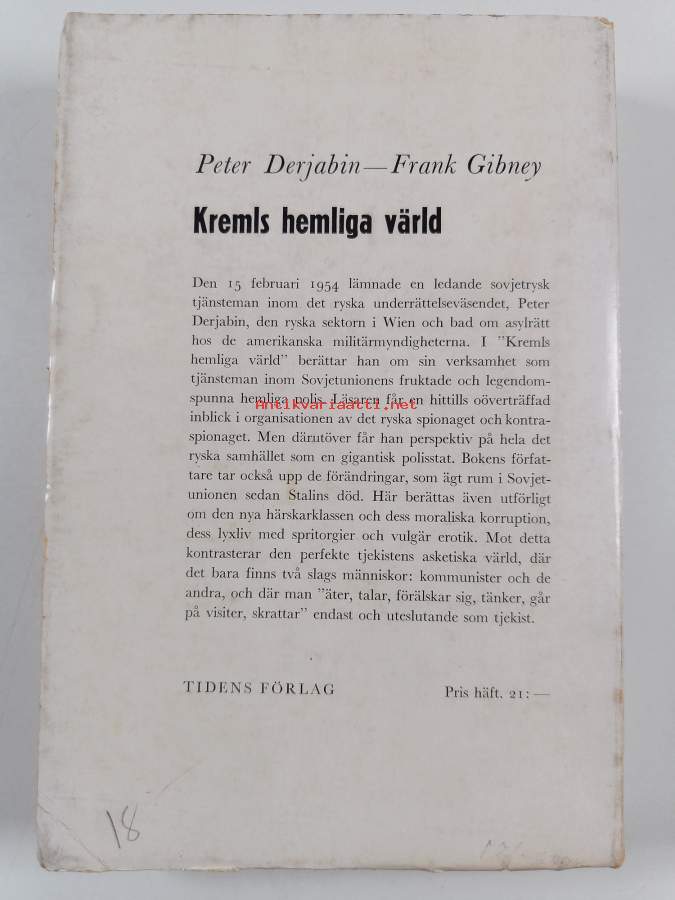 Peter Derjabin — Frank Gibney
Kremls hemliga värld
Den 15 februari 1954 lämnade en ledande sovjetrysk
tjänsteman inom det ryska underrättelseväsendet, Peter
Derjabin, den ryska sektorn i Wien och bad om asylrätt
hos de amerikanska militärmyndigheterna. I ”Kremls
hemliga värld” berättar han om sin verksamhet som
tjänsteman inom Sovjetunionens fruktade och legendom-
spunna hemliga polis. Läsaren får en hittills oöverträffad
Antikvariaatti.net
inblick i organisationen av det ryska spionaget och kontra-
spionaget. Men därutöver får han perspektiv på hela det
ryska samhället som en gigantisk polisstat. Bokens förfat-
tare tar också upp de förändringar, som ägt rum i Sovjet-
unionen sedan Stalins död. Här berättas även utförligt
om den nya härskarklassen och dess moraliska korruption,
dess lyxliv med spritorgier och vulgär erotik. Mot detta
kontrasterar den perfekte tjekistens asketiska värld, där
det bara finns två slags människor: kommunister och de
andra, och där man ”äter, talar, förälskar sig, tänker, går
på visiter, skrattar” endast och uteslutande som tjekist.
TIDENS FÖRLAG
Pris häft. 21: —
18